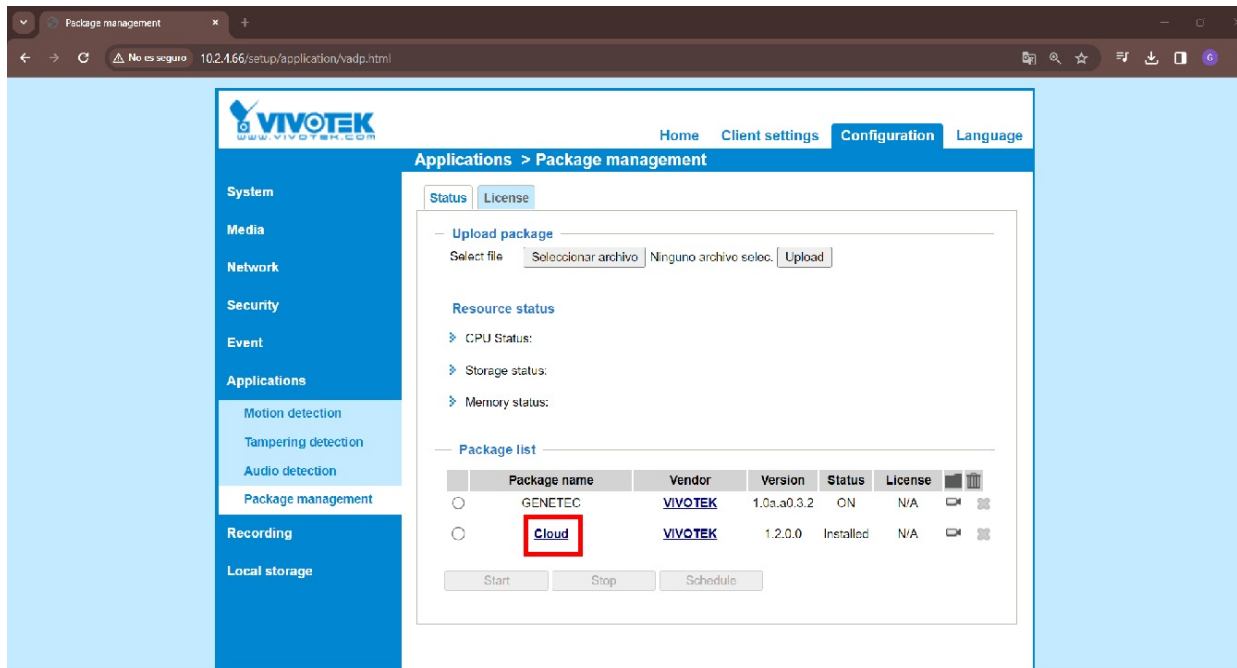 Package management
No es seguro 10.2.4.66/setup/application/vadp.html
G
VIVOTEK
www.vivotek.com
Home Client settings Configuration Language
Applications > Package management
System
Media
Network
Security
Event
Applications
Motion detection
Tampering detection
Audio detection
Package management
Recording
Local storage
Status License
Upload package
Select file Seleccionar archivo Ninguno archivo selec. Upload
Resource status
CPU Status:
Storage status:
Memory status:
Package list
Package name Vendor Version Status License
GENETEC VIVOTEK 1.0a.a0.3.2 ON N/A
Cloud VIVOTEK 1.2.0.0 Installed N/A
Start Stop Schedule